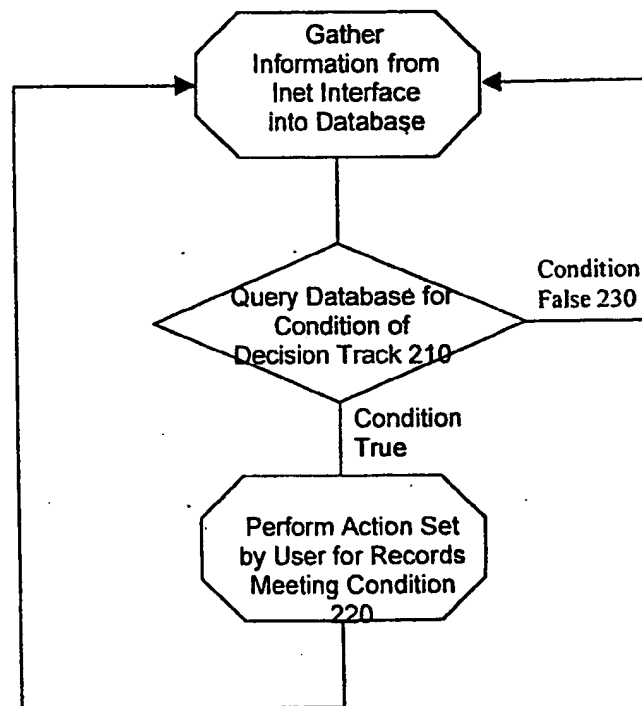 Gather
Information from
Inet Interface
into Database
Query Database for
Condition of
Decision Track 210
Condition
False 230
Condition
True
Perform Action Set
by User for Records
Meeting Condition
220